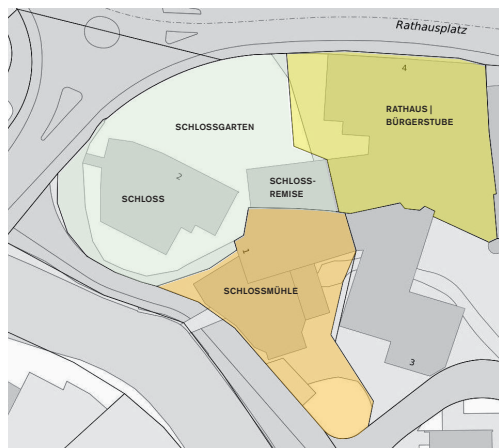 Rathausplatz
4
RATHAUS |
BÜRGERSTUBE
SCHLOSSGARTEN
2
SCHLOSS
SCHLOSS-
REMISE
1
SCHLOSSMÜHLE
3